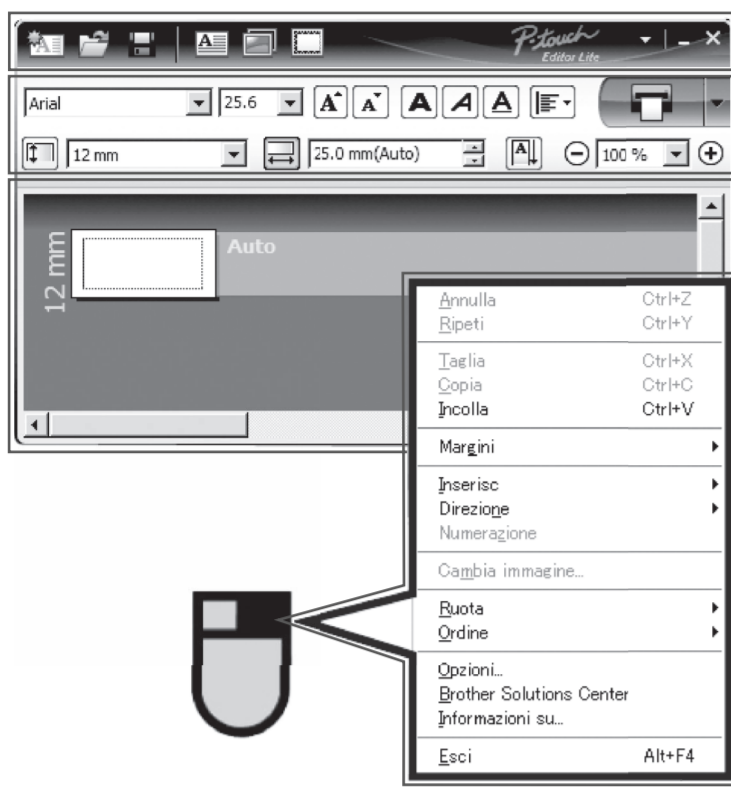 P-touch
Editor Lite
Arial 25.6 A A A A A
12 mm 25.0 mm(Auto) A 100 %
12 mm
Auto
Annulla Ctrl+Z
Ripeti Ctrl+Y
Taglia Ctrl+X
Copia Ctrl+C
Incolla Ctrl+V
Margini
Inserisc
Direzione
Numerazione
Cambia immagine...
Ruota
Ordine
Opzioni...
Brother Solutions Center
Informazioni su...
Esci Alt+F4